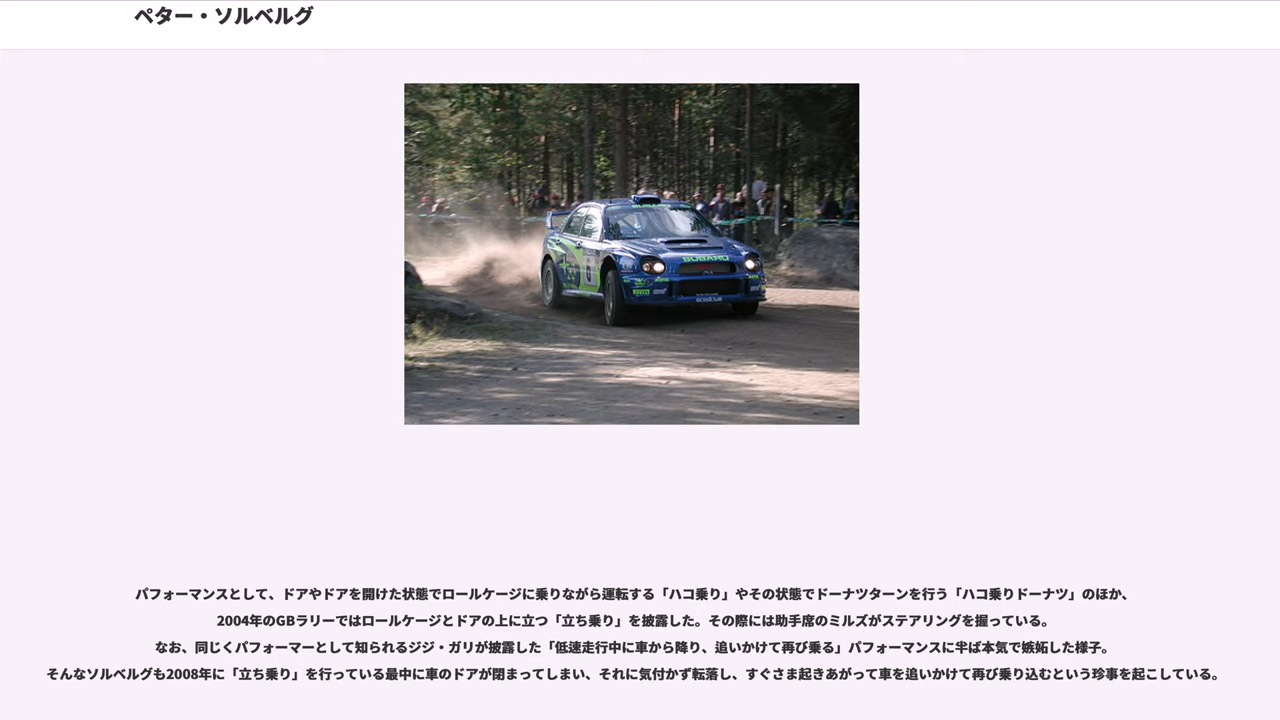 ペター・ソルベルグ
SUBARU
パフォーマンスとして、ドアやドアを開けた状態でロールケージに乗りながら運転する「ハコ乗り」やその状態でドーナツターンを行う「ハコ乗りドーナツ」のほか、
2004年のGBラリーではロールケージとドアの上に立つ「立ち乗り」を披露した。その際には助手席のミルズがステアリングを握っている。
なお、同じくパフォーマーとして知られるジジ・ガリが披露した「低速走行中に車から降り、追いかけて再び乗る」パフォーマンスに半ば本気で嫉妬した様子。
そんなソルベルグも2008年に「立ち乗り」を行っている最中に車のドアが閉まってしまい、それに気付かず転落し、すぐさま起きあがって車を追いかけて再び乗り込むという珍事を起こしている。